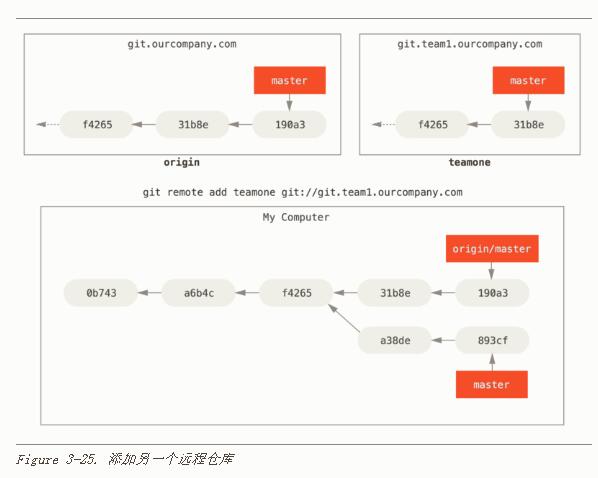 git.ourcompany.com
master
f4265 31b8e 190a3
origin
git.team1.ourcompany.com
master
f4265 31b8e
teamone
git remote add teamone git://git.team1.ourcompany.com
My Computer
origin/master
0b743 a6b4c f4265 31b8e 190a3
a38de 893cf
master
Figure 3-25. 添加另一个远程仓库